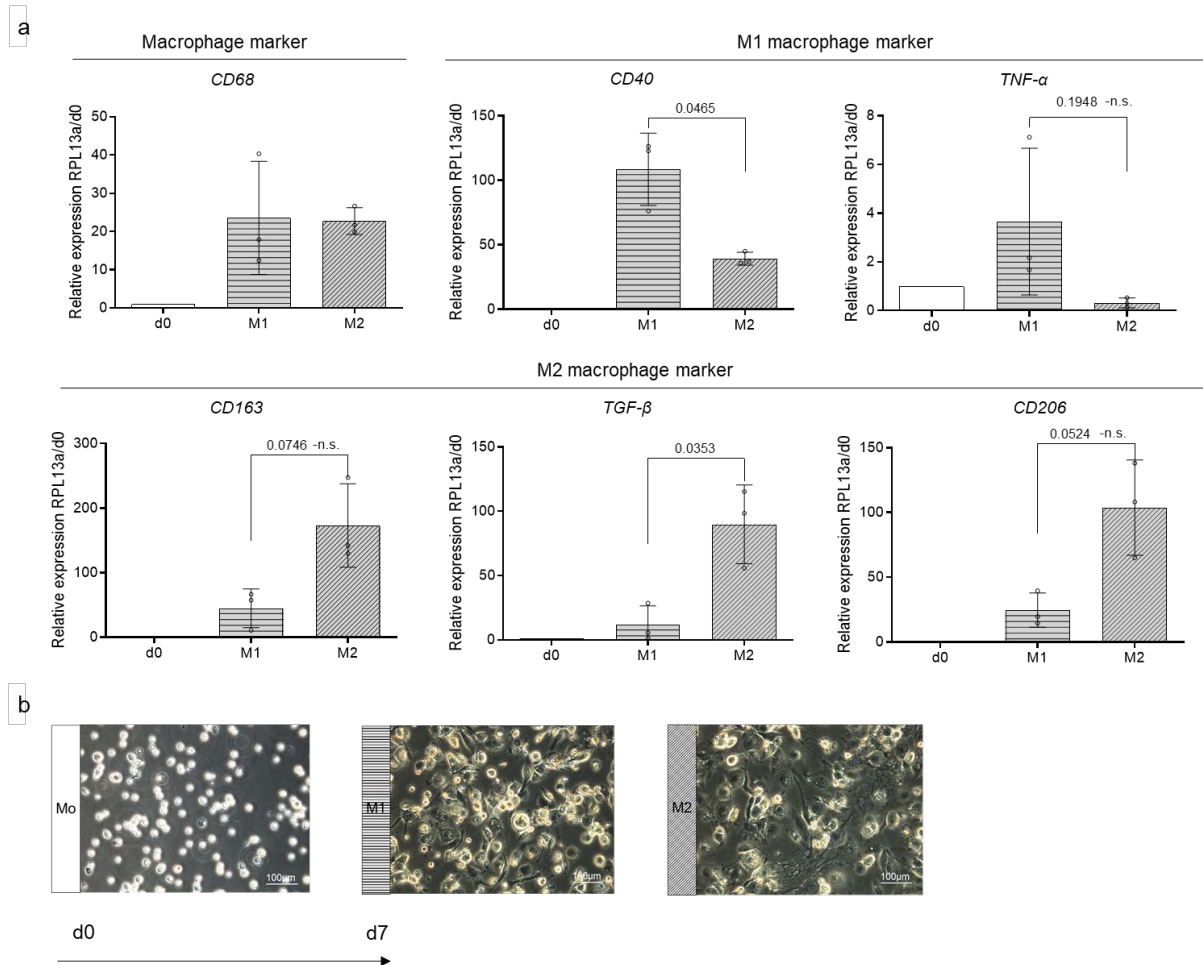 a
Macrophage marker
M1 macrophage marker
CD68
CD40
TNF-α
Relative expression RPL13a/d0
50
40
30
20
10
0
d0
M1
M2
Relative expression RPL13a/d0
150
100
50
0
0.0465
d0
M1
M2
Relative expression RPL13a/d0
8
6
4
2
0
0.1948 -n.s.
d0
M1
M2
M2 macrophage marker
CD163
TGF-β
CD206
Relative expression RPL13a/d0
300
200
100
0
0.0746 -n.s.
d0
M1
M2
Relative expression RPL13a/d0
150
100
50
0
0.0353
d0
M1
M2
Relative expression RPL13a/d0
150
100
50
0
0.0524 -n.s.
d0
M1
M2
b
Mo
100µm
M1
100µm
M2
100µm
d0
d7